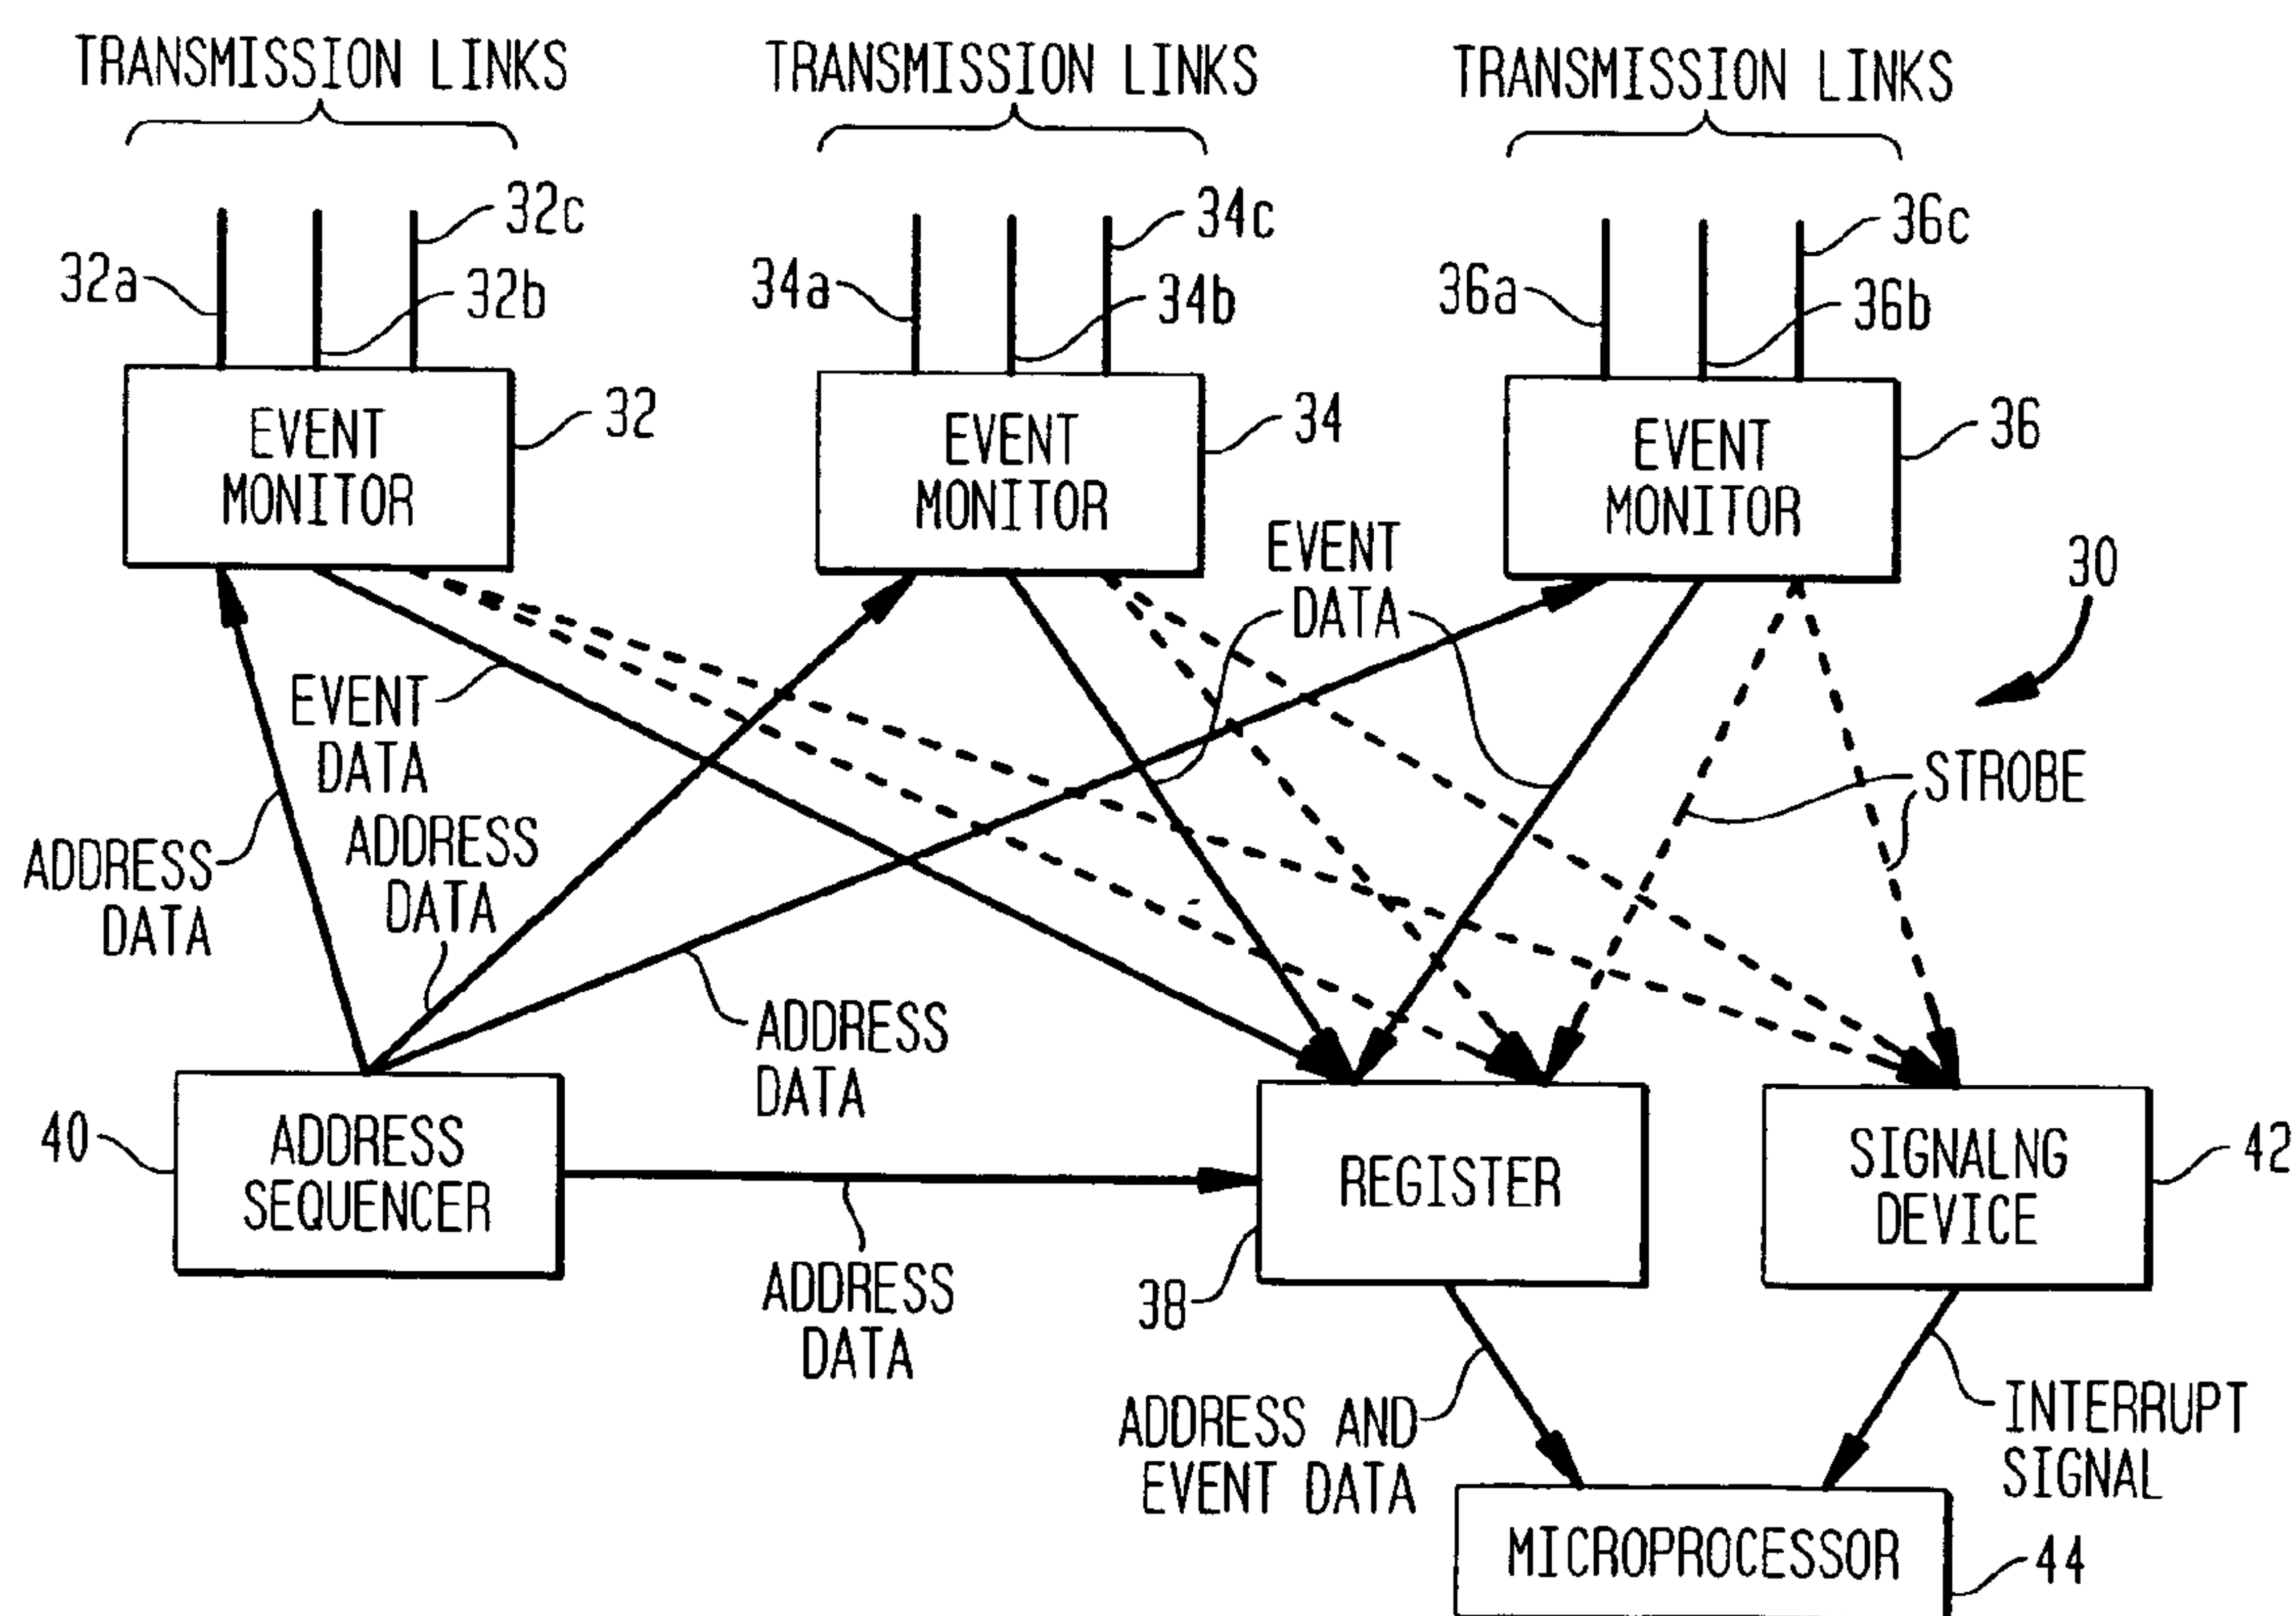 TRANSMISSION LINKS
TRANSMISSION LINKS
TRANSMISSION LINKS
32a
32c
32b
34a
34c
34b
36a
36c
36b
EVENT
MONITOR
32
EVENT
MONITOR
34
EVENT
MONITOR
36
EVENT
DATA
30
EVENT
DATA
STROBE
ADDRESS
DATA
ADDRESS
DATA
ADDRESS
DATA
40
ADDRESS
SEQUENCER
REGISTER
38
SIGNALNG
DEVICE
42
ADDRESS
DATA
ADDRESS AND
EVENT DATA
INTERRUPT
SIGNAL
MICROPROCESSOR
44